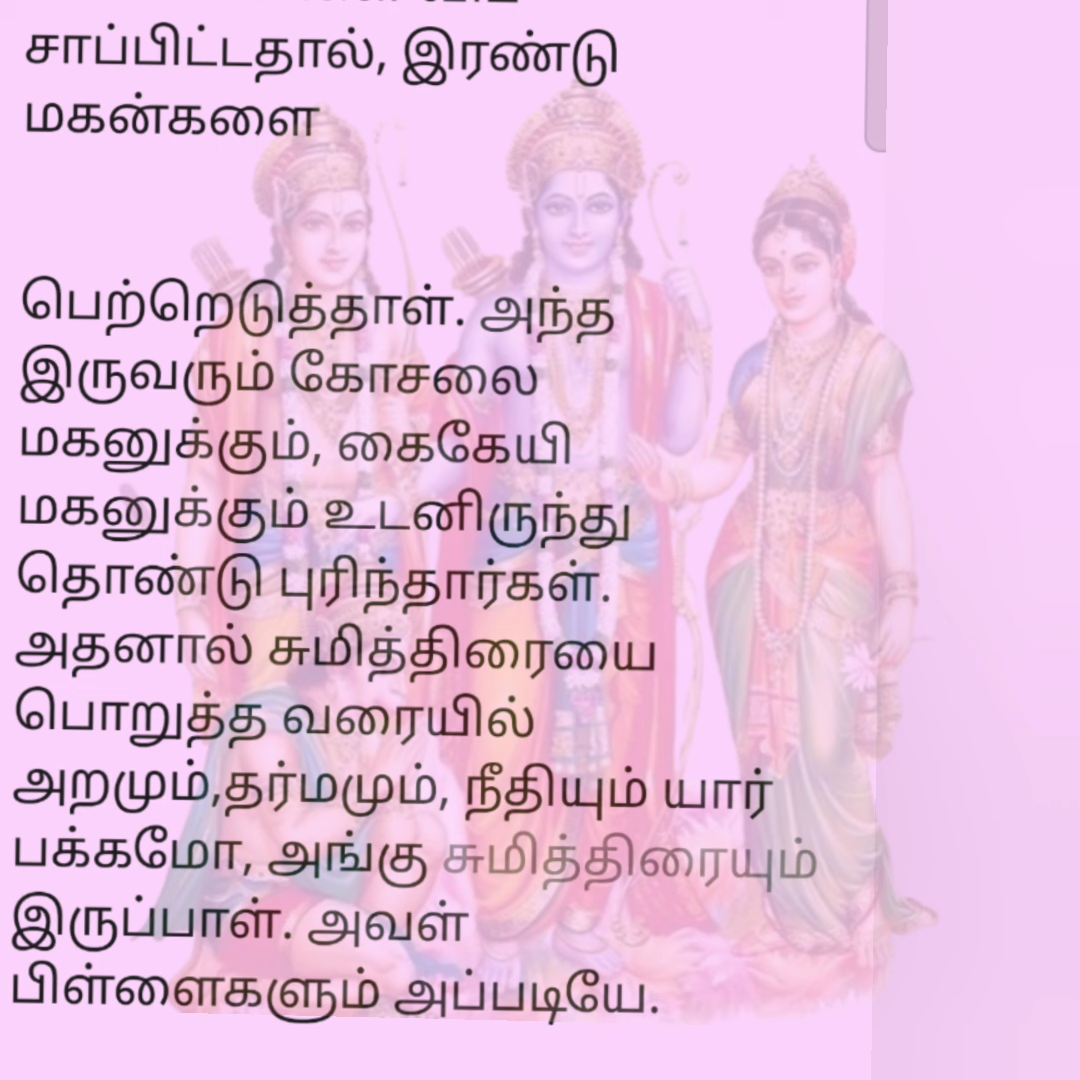 சாப்பிட்டதால், இரண்டு
மகன்களை
பெற்றெடுத்தாள். அந்த
இருவரும் கோசலை
மகனுக்கும், கைகேயி
மகனுக்கும் உடனிருந்து
தொண்டு புரிந்தார்கள்.
அதனால் சுமித்திரையை
பொறுத்த வரையில்
அறமும்,தர்மமும், நீதியும் யார்
பக்கமோ, அங்கு சுமித்திரையும்
இருப்பாள். அவள்
பிள்ளைகளும் அப்படியே.